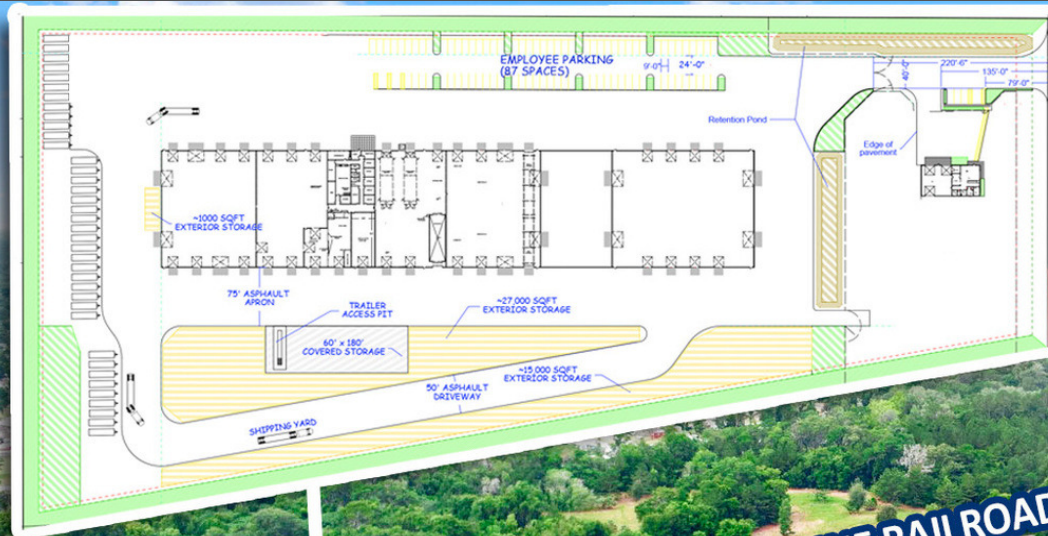 EMPLOYEE PARKING
(87 SPACES)
9'-0"
24'-0"
40'-0"
220'-6"
135'-0"
79'-0"
Retention Pond
Edge of
pavement
~1000 SQFT
EXTERIOR STORAGE
75' ASPHAULT
APRON
TRAILER
ACCESS PIT
~27,000 SQFT
EXTERIOR STORAGE
60' x 180'
COVERED STORAGE
~15,000 SQFT
EXTERIOR STORAGE
50' ASPHAULT
DRIVEWAY
SHIPPING YARD
RAILROAD